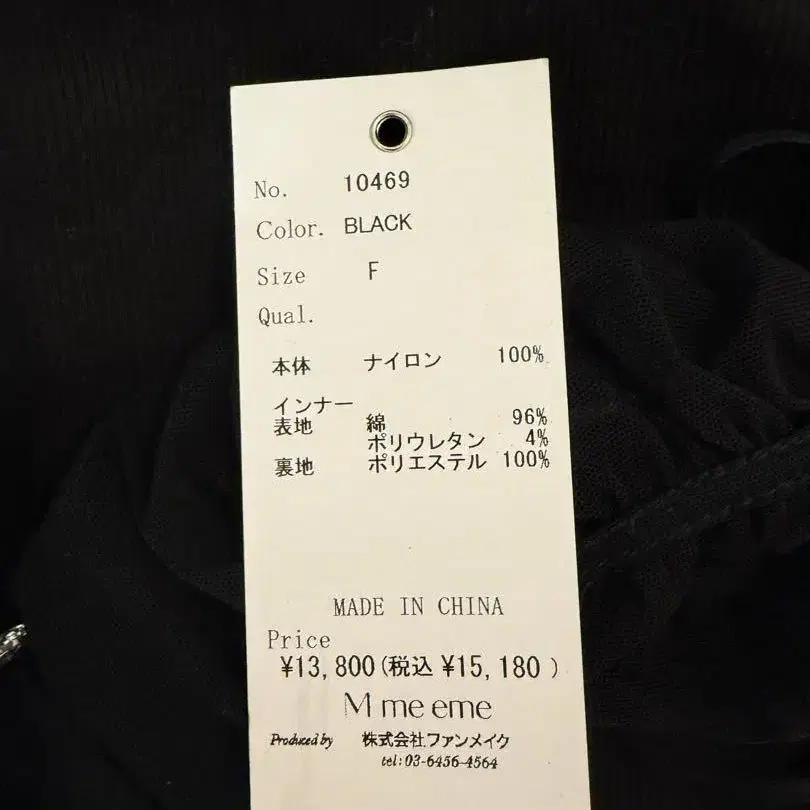 No. 10469
Color. BLACK
Size F
Qual.
本体 ナイロン 100%
インナー
表地 綿 96%
ポリウレタン 4%
裏地 ポリエステル 100%
MADE IN CHINA
Price
¥13,800(税込 ¥15,180 )
M me eme
Produced by 株式会社ファンメイク
tel:03-6456-4564